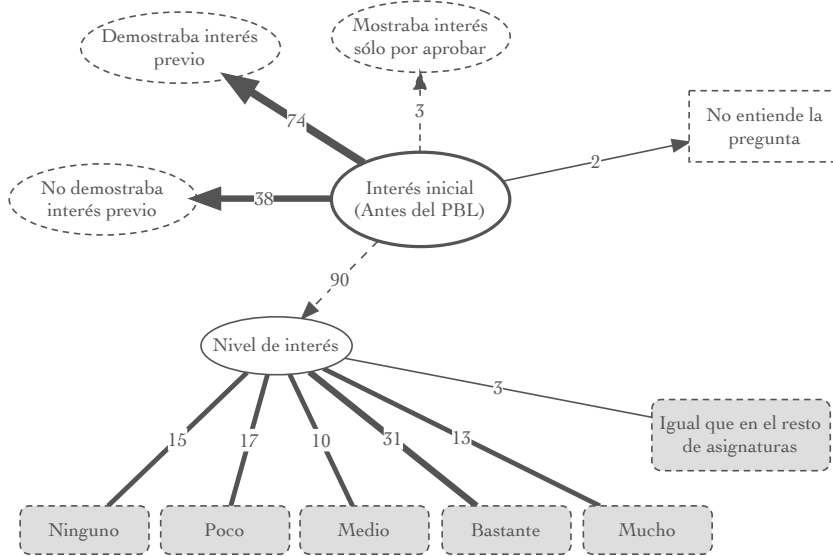 Demostraba interés
previo
Mostraba interés
sólo por aprobar
No entiende la
pregunta
74
3
2
No demostraba
interés previo
38
Interés inicial
(Antes del PBL)
90
Nivel de interés
3
Igual que en el resto
de asignaturas
15
17
10
31
13
Ninguno
Poco
Medio
Bastante
Mucho